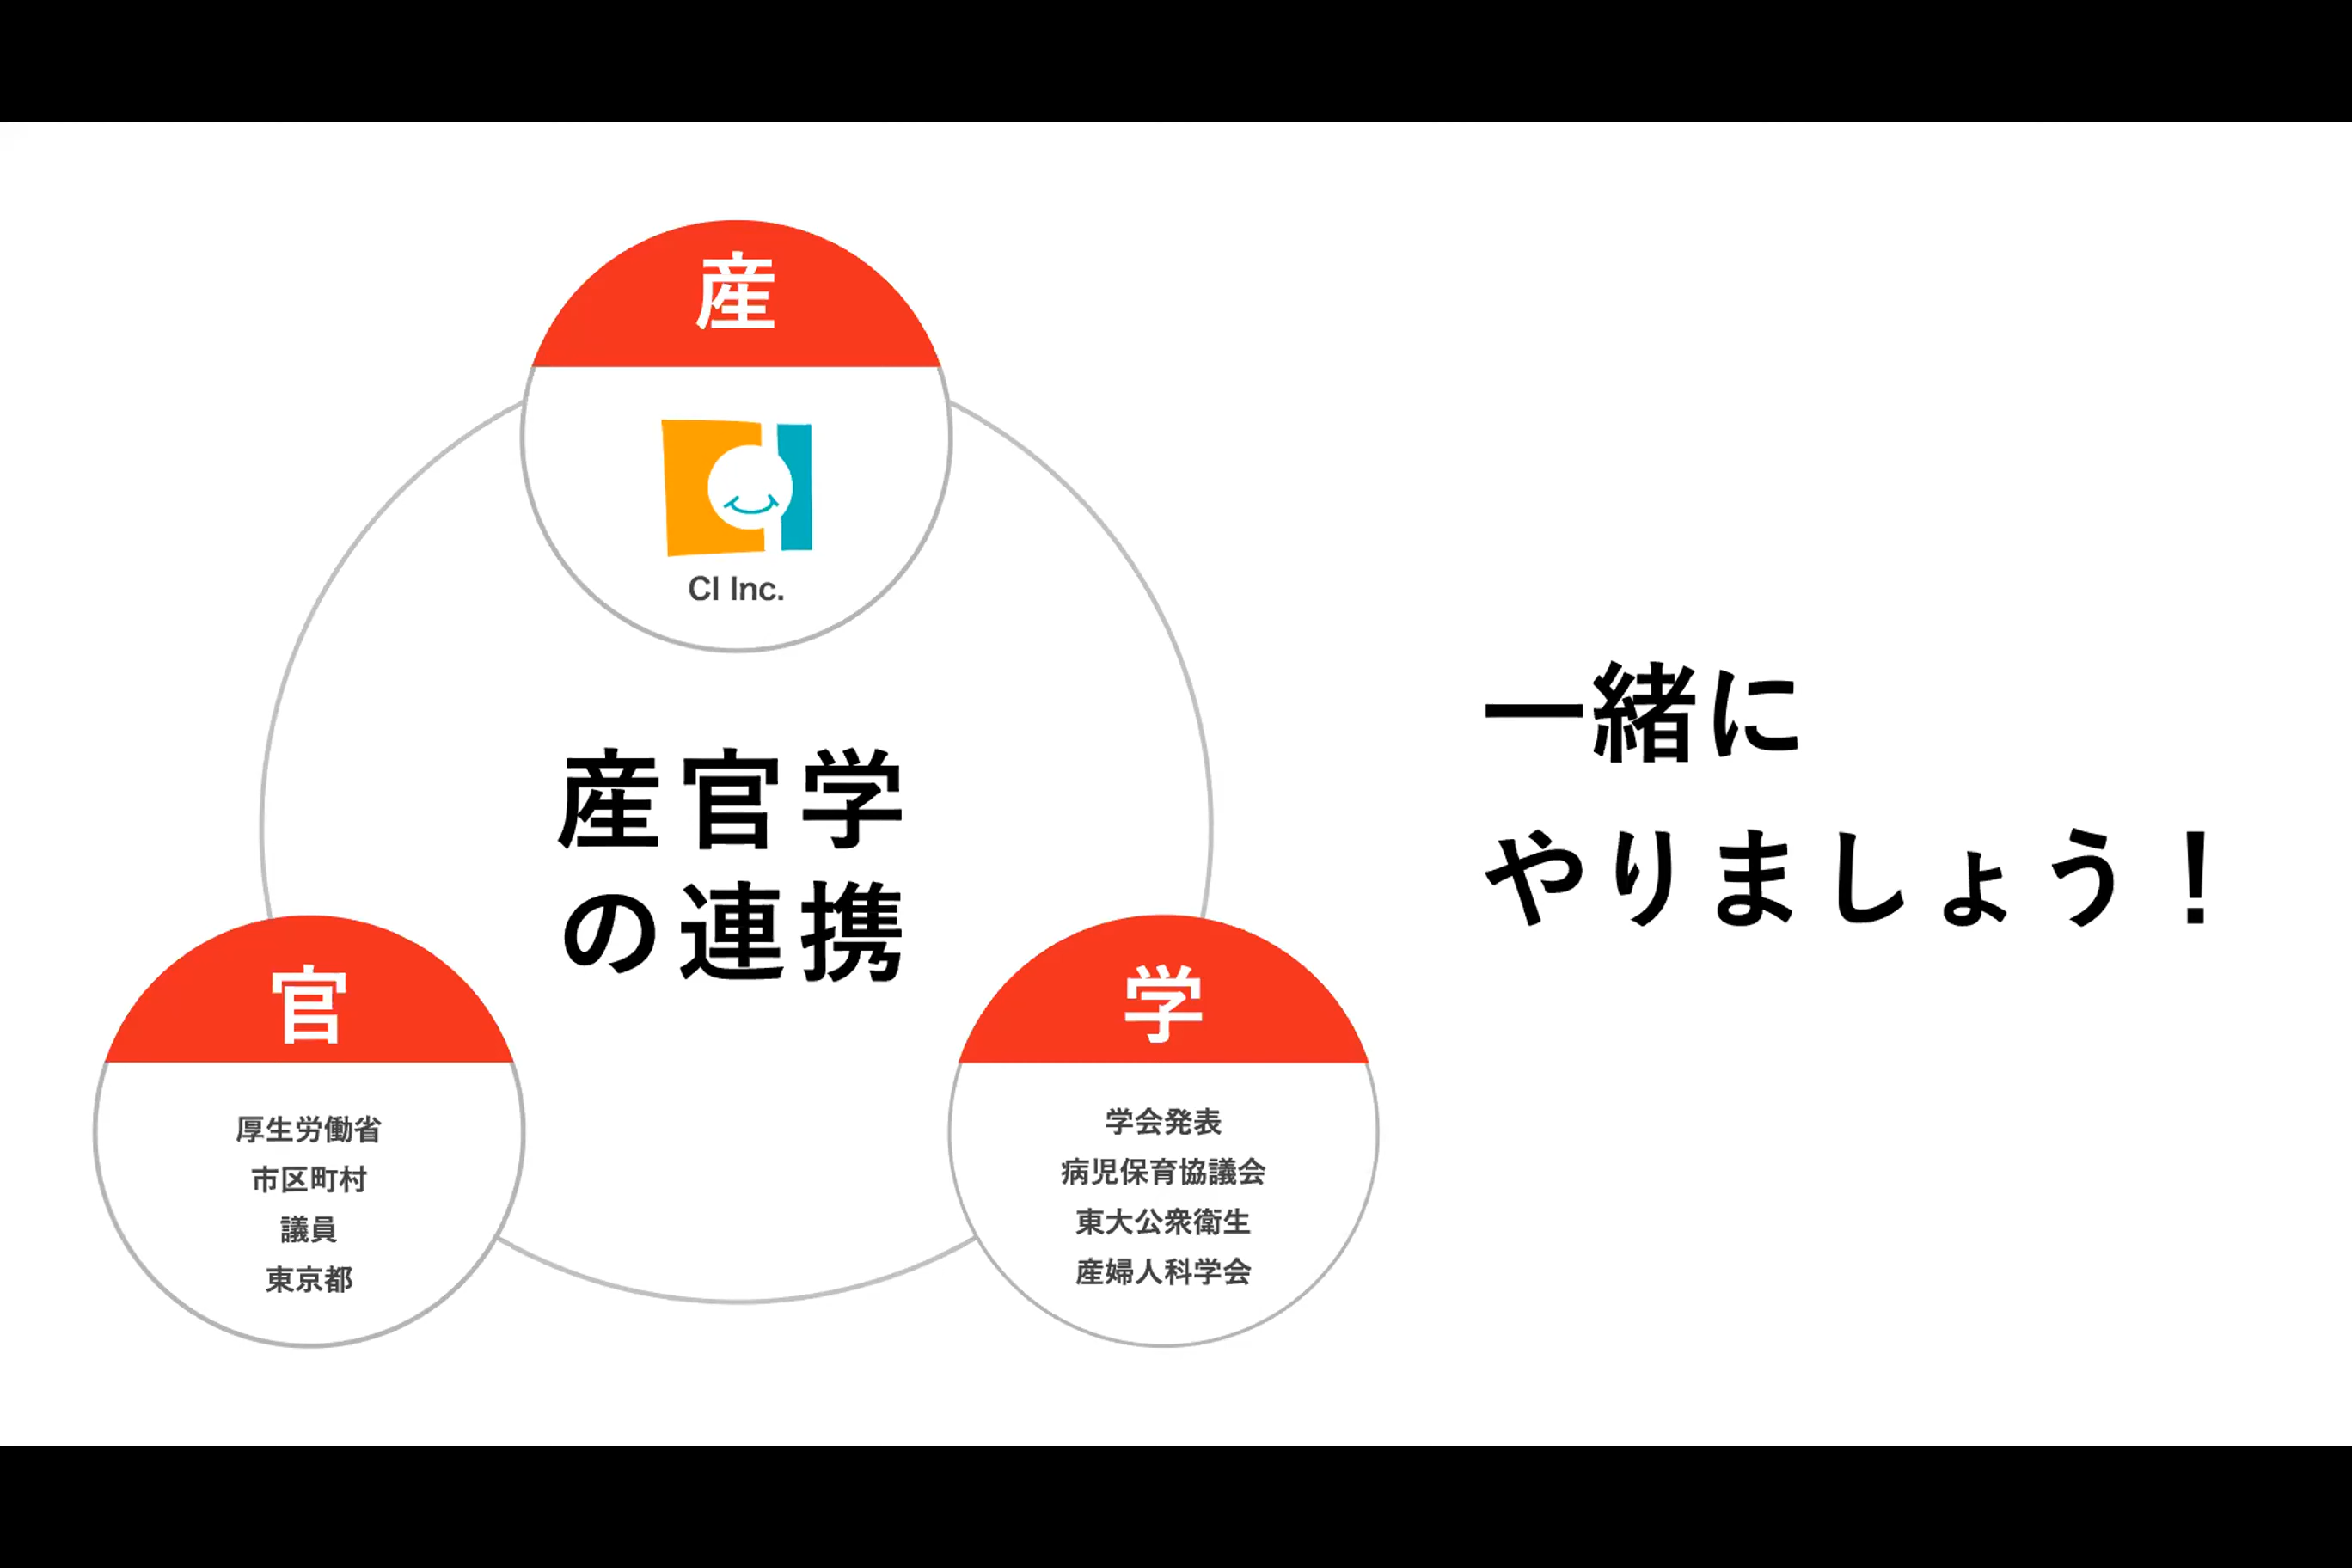 産
CI Inc.
産官学
の連携
官
厚生労働省
市区町村
議員
東京都
学
学会発表
病児保育協議会
東大公衆衛生
産婦人科学会
一緒に
やりましょう！